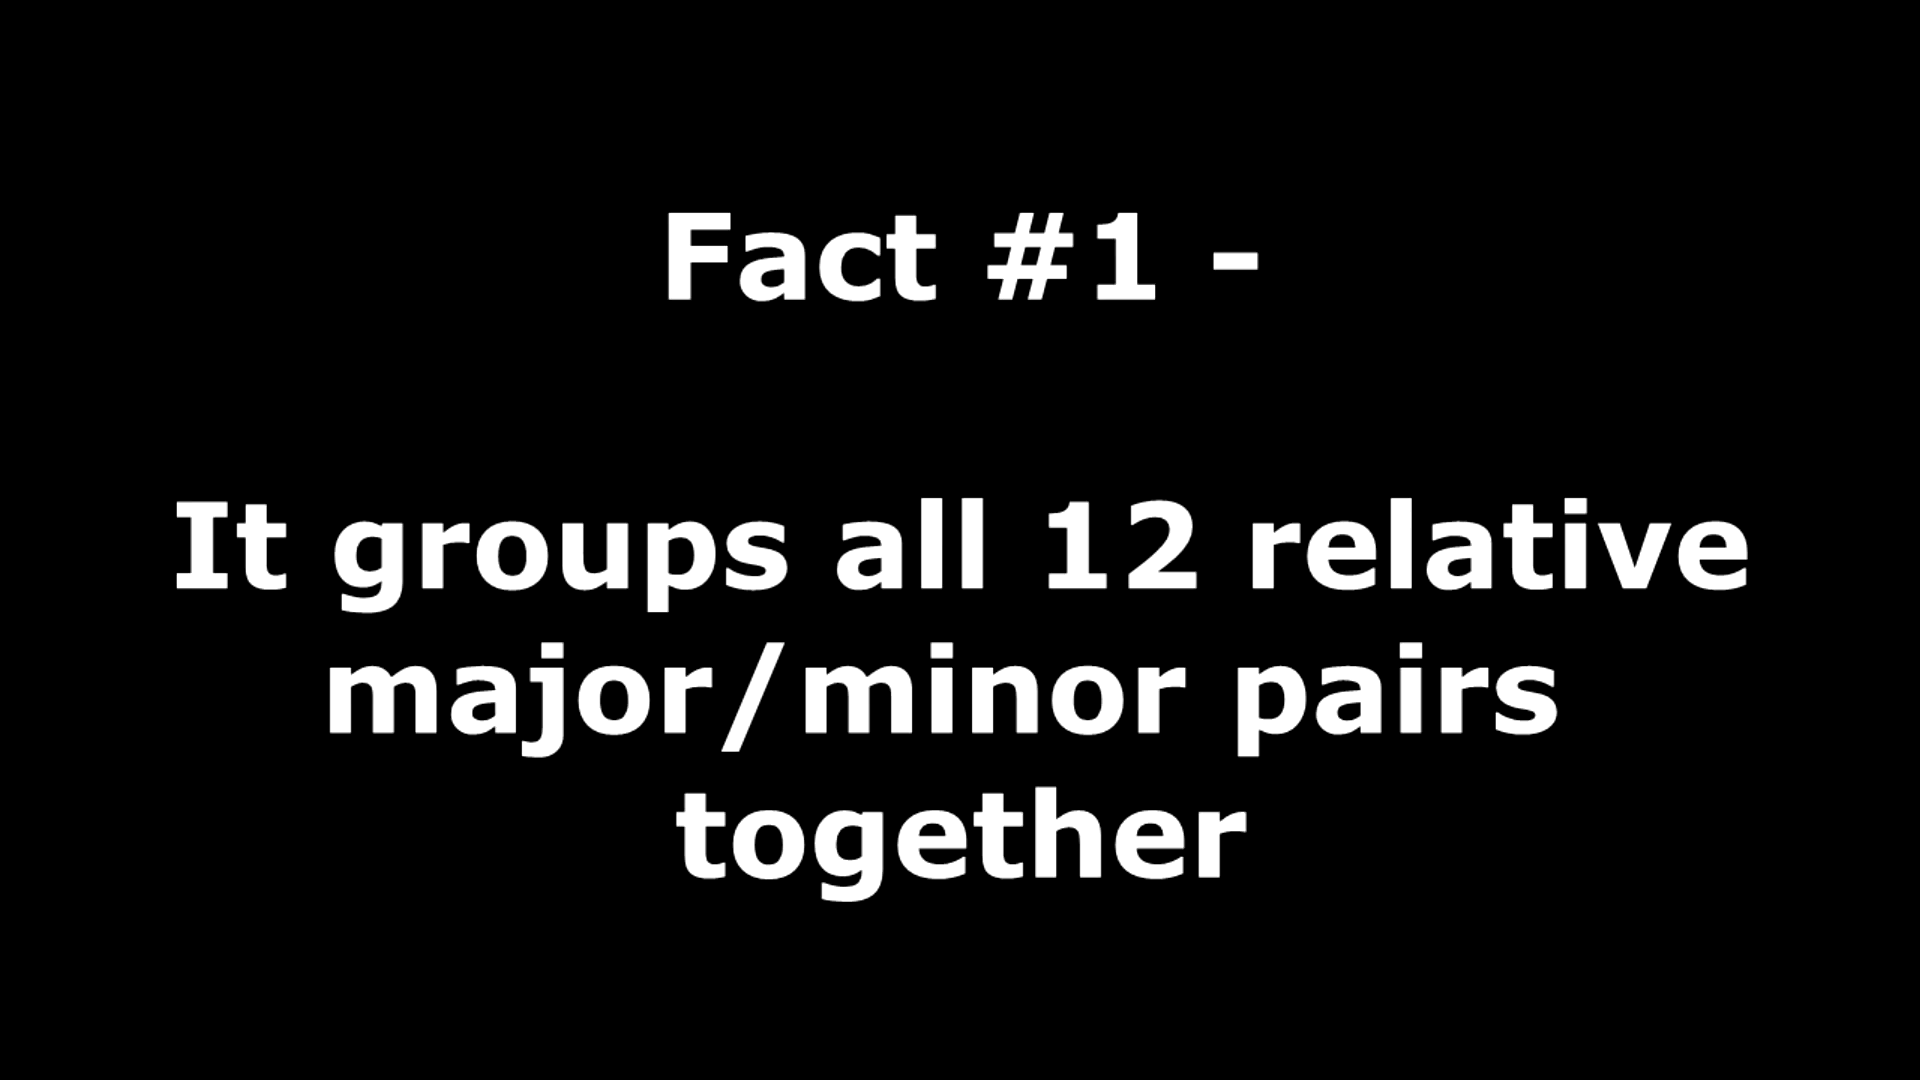 Fact #1 -
It groups all 12 relative
major/minor pairs
together